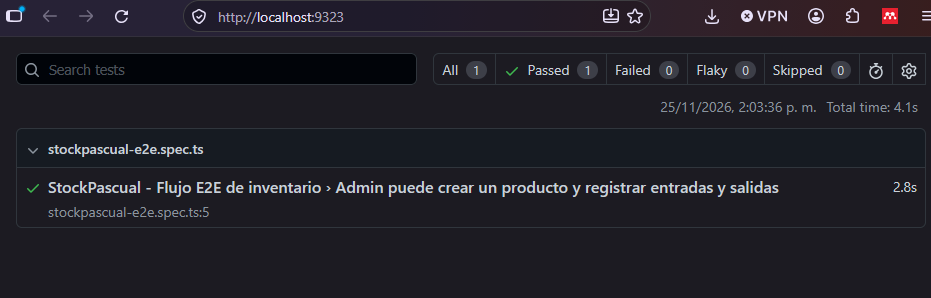 http://localhost:9323
VPN
Search tests
All 1 Passed 1 Failed 0 Flaky 0 Skipped 0
25/11/2026, 2:03:36 p. m. Total time: 4.1s
stockpascual-e2e.spec.ts
StockPascual - Flujo E2E de inventario › Admin puede crear un producto y registrar entradas y salidas 2.8s
stockpascual-e2e.spec.ts:5